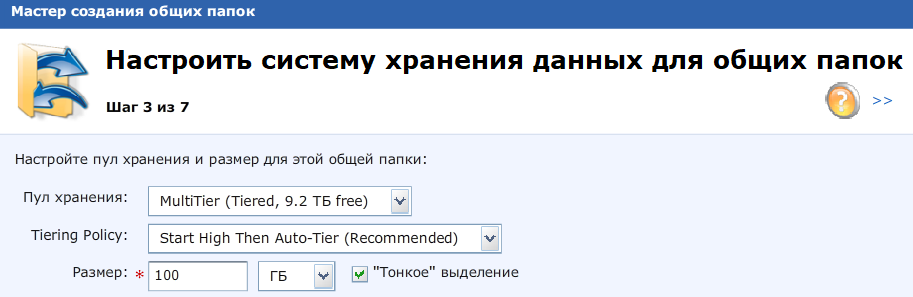 Мастер создания общих папок
Настроить систему хранения данных для общих папок
Шаг 3 из 7
? >>
Настройте пул хранения и размер для этой общей папки:
Пул хранения: MultiTier (Tiered, 9.2 ТБ free)
Tiering Policy: Start High Then Auto-Tier (Recommended)
Размер: * 100 ГБ "Тонкое" выделение